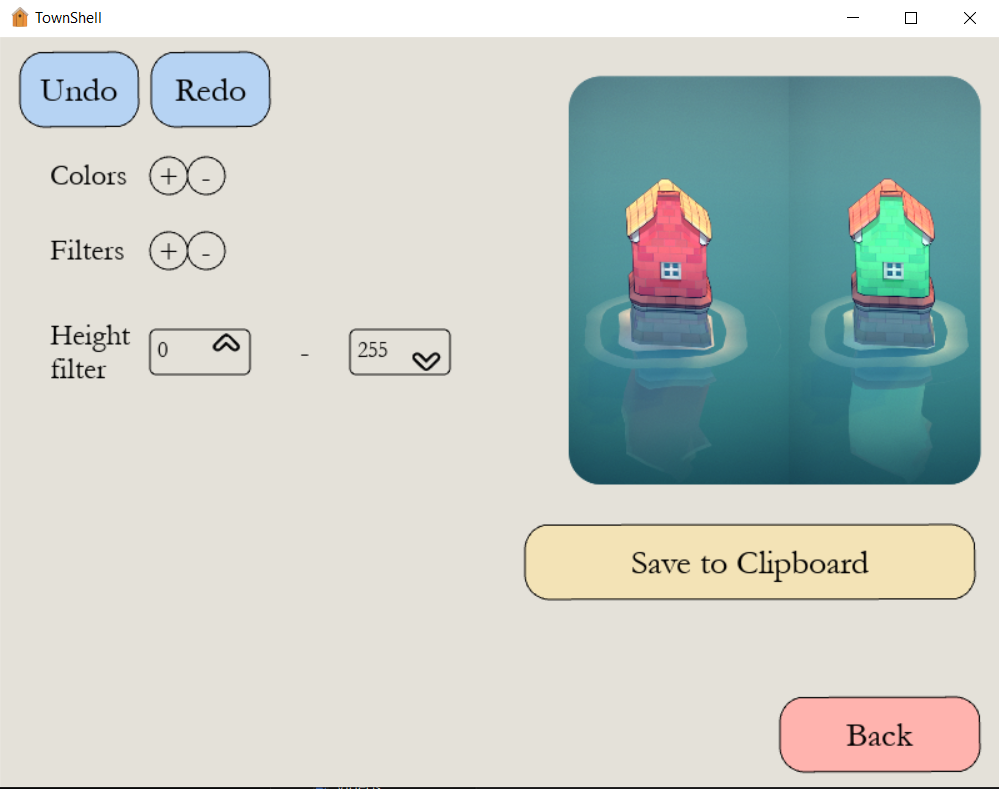 TownShell
Undo Redo
Colors + -
Filters + -
Height
filter
0 - 255
Save to Clipboard
Back